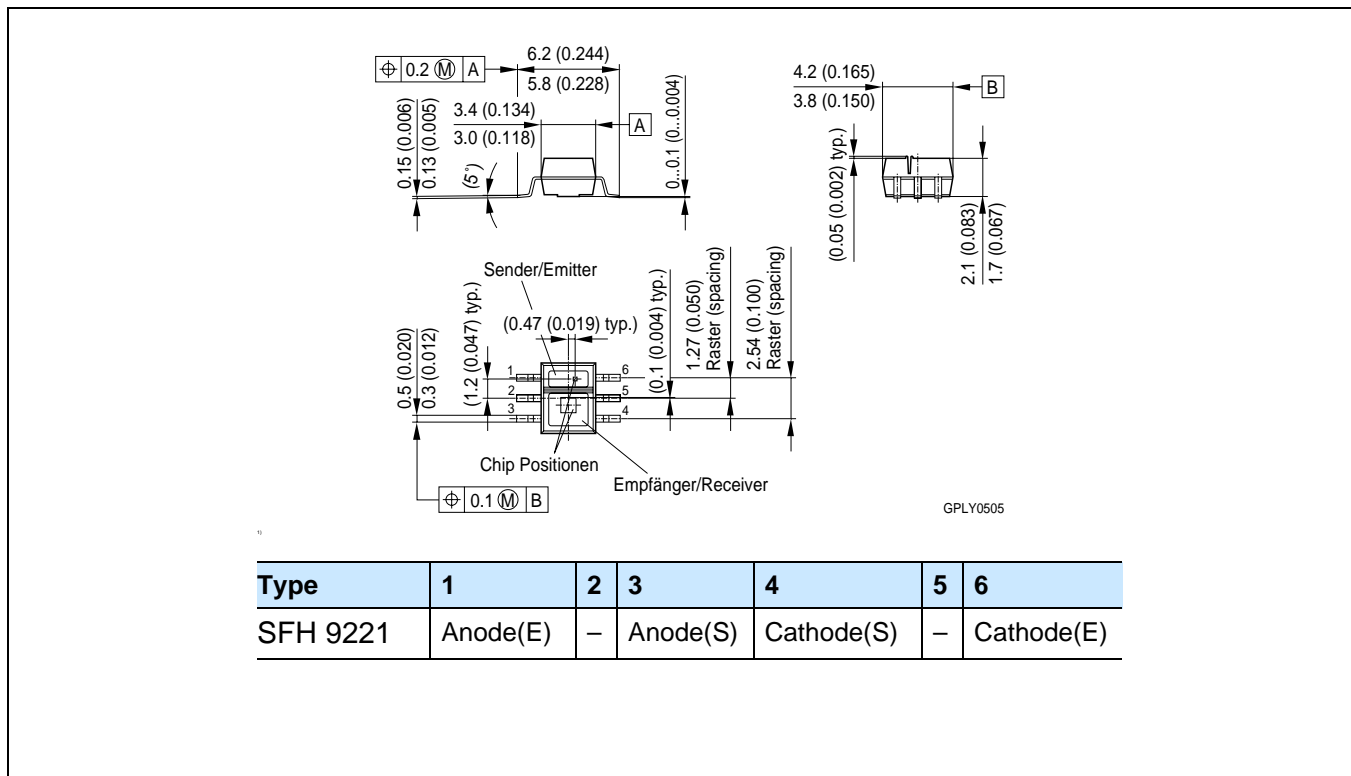 0.2 Ⓜ A
6.2 (0.244)
5.8 (0.228)
3.4 (0.134)
3.0 (0.118)
A
0.15 (0.006)
0.13 (0.005)
(5˚)
0...0.1 (0...0.004)
4.2 (0.165)
3.8 (0.150)
B
(0.05 (0.002) typ.)
2.1 (0.083)
1.7 (0.067)
Sender/Emitter
(0.47 (0.019) typ.)
0.5 (0.020)
0.3 (0.012)
(1.2 (0.047) typ.)
(0.1 (0.004) typ.)
1.27 (0.050)
Raster (spacing)
2.54 (0.100)
Raster (spacing)
1
6
2
5
3
4
Chip Positionen
Empfänger/Receiver
0.1 Ⓜ B
GPLY0505
Type 1 2 3 4 5 6
SFH 9221 Anode(E) – Anode(S) Cathode(S) – Cathode(E)